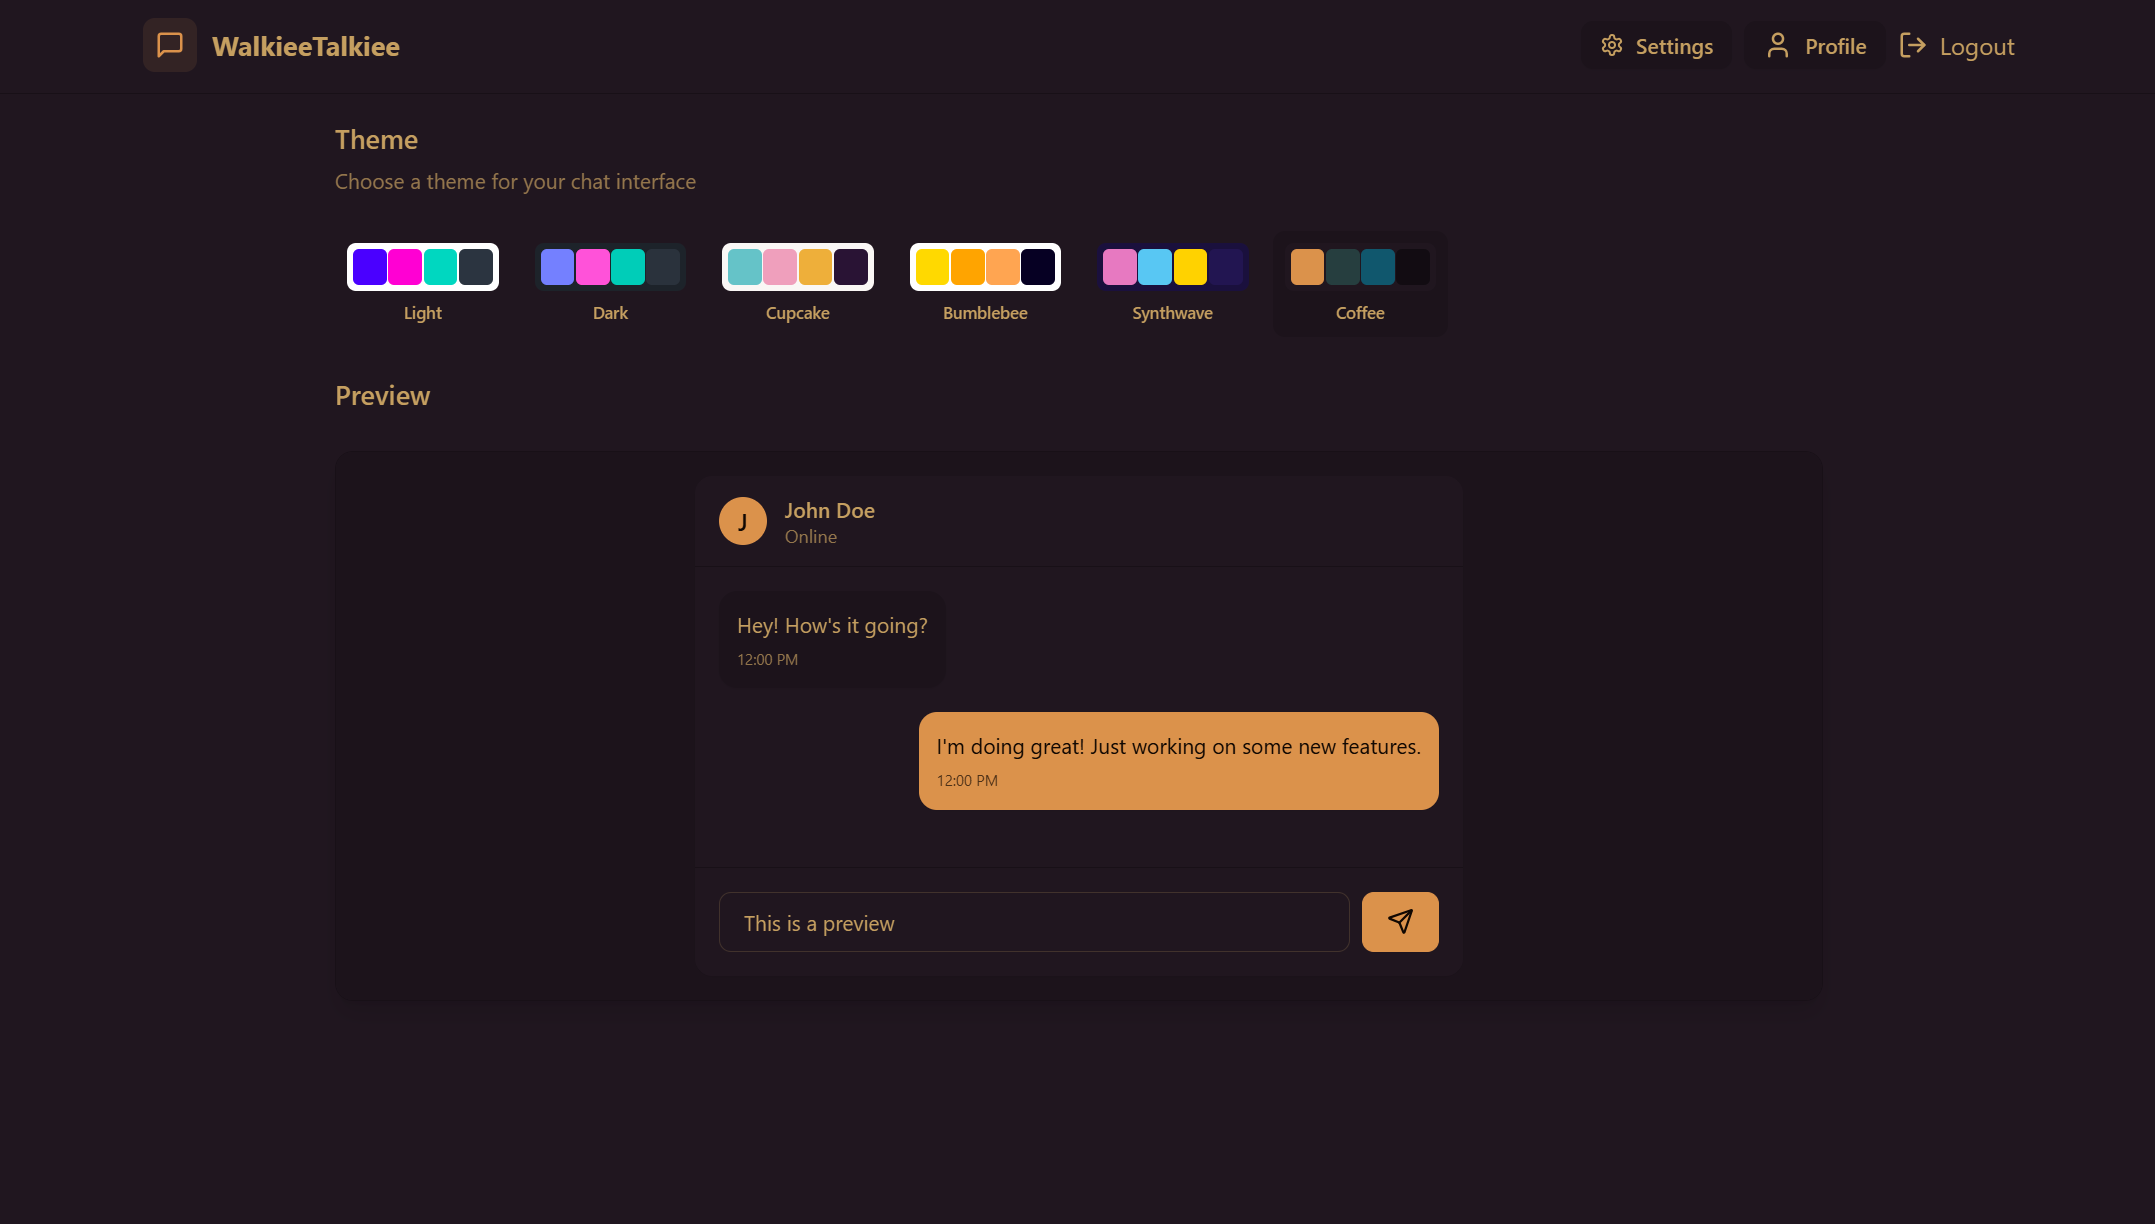 WalkieeTalkiee
Settings
Profile
Logout
Theme
Choose a theme for your chat interface
Light
Dark
Cupcake
Bumblebee
Synthwave
Coffee
Preview
J
John Doe
Online
Hey! How's it going?
12:00 PM
I'm doing great! Just working on some new features.
12:00 PM
This is a preview